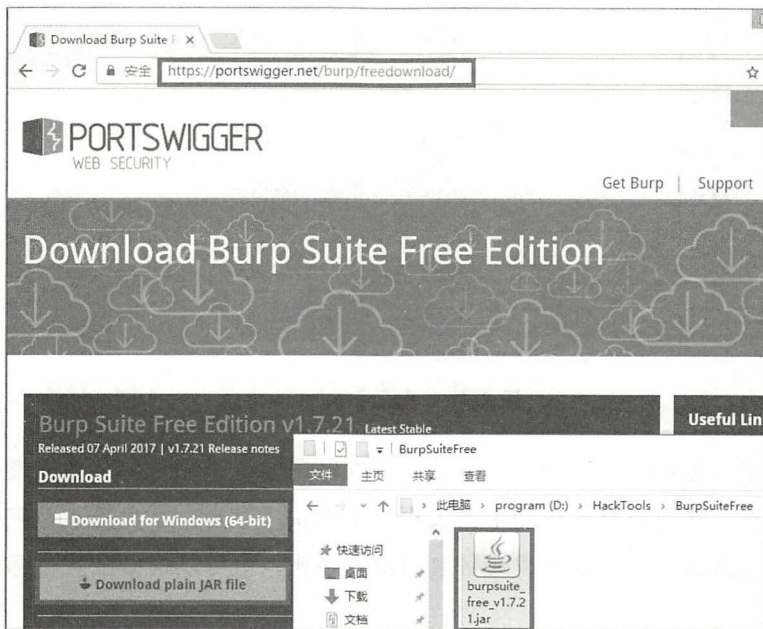 Download Burp Suite F ×
安全 https://portswigger.net/burp/freedownload/
PORTSWIGGER
WEB SECURITY
Get Burp | Support
Download Burp Suite Free Edition
Burp Suite Free Edition v1.7.21 Latest Stable
Released 07 April 2017 | v1.7.21 Release notes
Download
Download for Windows (64-bit)
Download plain JAR file
Useful Lin
BurpSuiteFree
文件 主页 共享 查看
此电脑 › program (D:) › HackTools › BurpSuiteFree
快速访问
桌面
下载
文档
burpsuite_
free_v1.7.2
1.jar